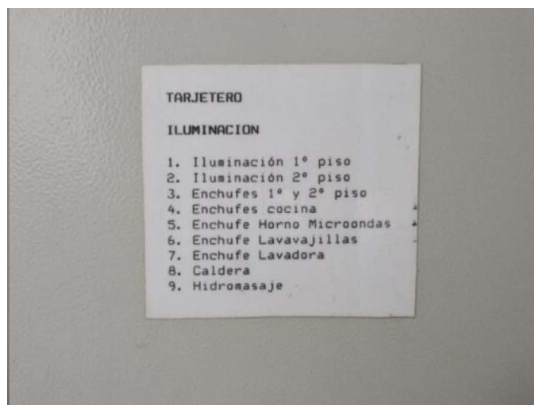 TARJETERO
ILUMINACION
1. Iluminación 1º piso
2. Iluminación 2º piso
3. Enchufes 1º y 2º piso
4. Enchufes cocina
5. Enchufe Horno Microondas
6. Enchufe Lavavajillas
7. Enchufe Lavadora
8. Caldera
9. Hidromasaje